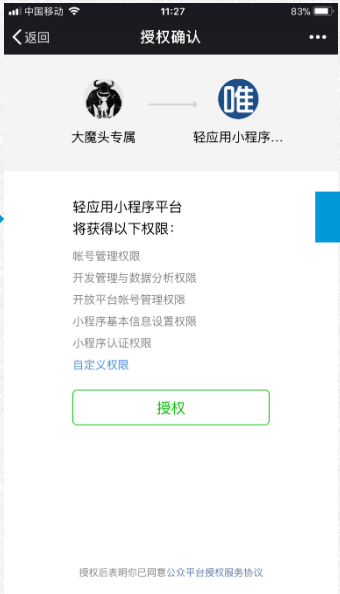 中国移动
11:27
83%
返回
授权确认
唯
大魔头专属
轻应用小程序...
轻应用小程序平台
将获得以下权限：
帐号管理权限
开发管理与数据分析权限
开放平台帐号管理权限
小程序基本信息设置权限
小程序认证权限
自定义权限
授权
授权后表明你已同意公众平台授权服务协议